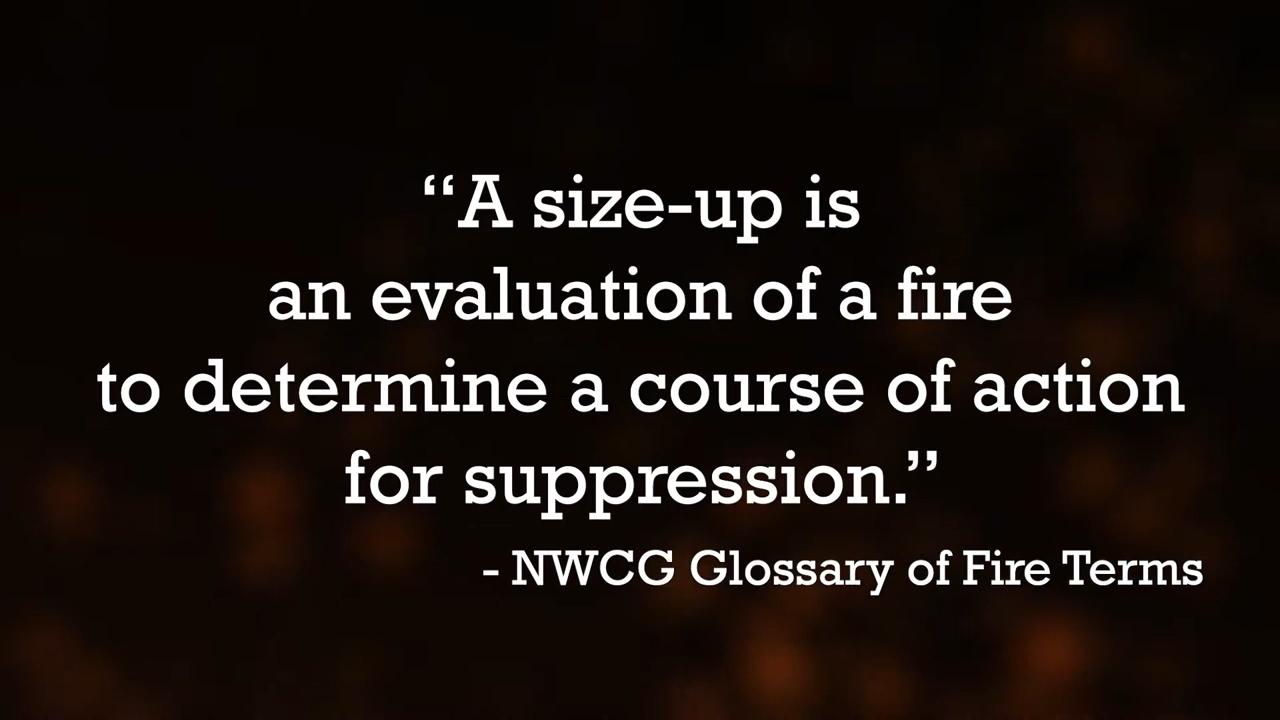 “A size-up is
an evaluation of a fire
to determine a course of action
for suppression.”
- NWCG Glossary of Fire Terms